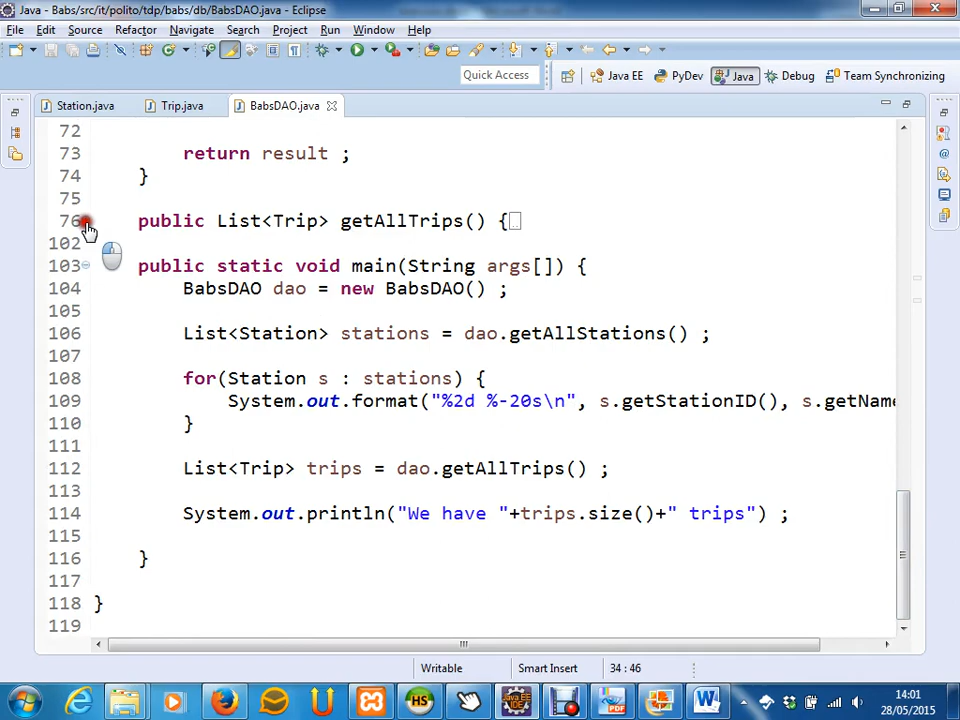 Java - Babs/src/it/polito/tdp/babs/db/BabsDAO.java - Eclipse
File Edit Source Refactor Navigate Search Project Run Window Help
Quick Access Java EE PyDev Java Debug Team Synchronizing
Station.java Trip.java BabsDAO.java
72
73 return result ;
74 }
75
76 public List<Trip> getAllTrips() {
102
103 public static void main(String args[]) {
104 BabsDAO dao = new BabsDAO() ;
105
106 List<Station> stations = dao.getAllStations() ;
107
108 for(Station s : stations) {
109 System.out.format("%2d %-20s\n", s.getStationID(), s.getName
110 }
111
112 List<Trip> trips = dao.getAllTrips() ;
113
114 System.out.println("We have "+trips.size()+" trips") ;
115
116 }
117
118 }
119
Writable Smart Insert 34 : 46
14:01
28/05/2015